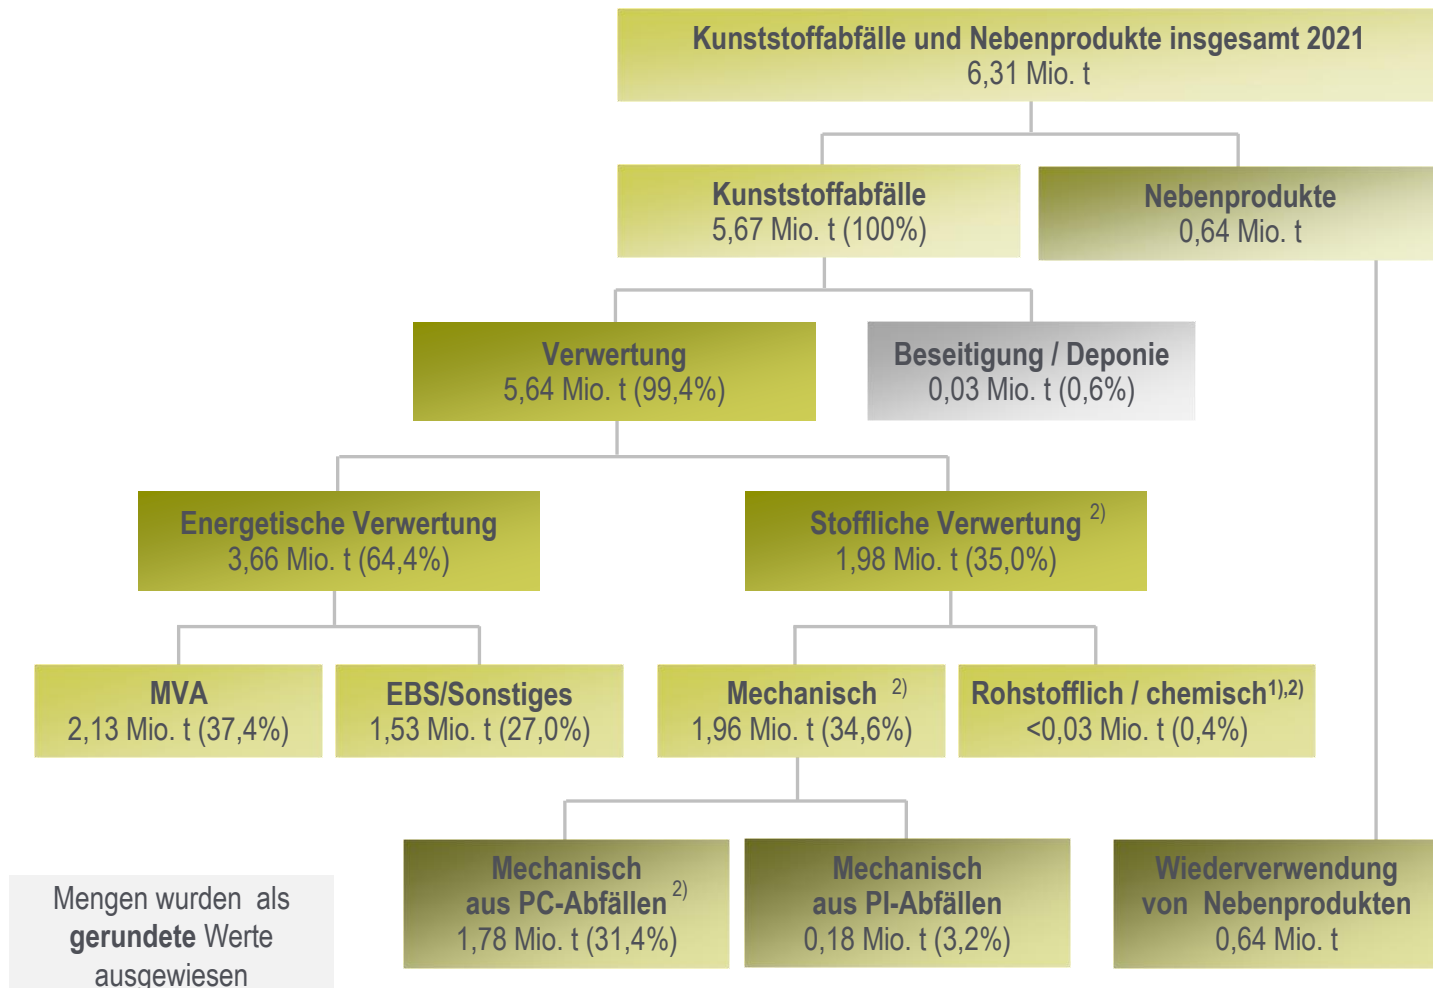 Kunststoffabfälle und Nebenprodukte insgesamt 2021
6,31 Mio. t
Kunststoffabfälle
5,67 Mio. t (100%)
Nebenprodukte
0,64 Mio. t
Verwertung
5,64 Mio. t (99,4%)
Beseitigung / Deponie
0,03 Mio. t (0,6%)
Energetische Verwertung
3,66 Mio. t (64,4%)
Stoffliche Verwertung 2)
1,98 Mio. t (35,0%)
MVA
2,13 Mio. t (37,4%)
EBS/Sonstiges
1,53 Mio. t (27,0%)
Mechanisch 2)
1,96 Mio. t (34,6%)
Rohstofflich / chemisch1),2)
<0,03 Mio. t (0,4%)
Mechanisch
aus PC-Abfällen 2)
1,78 Mio. t (31,4%)
Mechanisch
aus PI-Abfällen
0,18 Mio. t (3,2%)
Wiederverwendung
von Nebenprodukten
0,64 Mio. t
Mengen wurden als
gerundete Werte
ausgewiesen